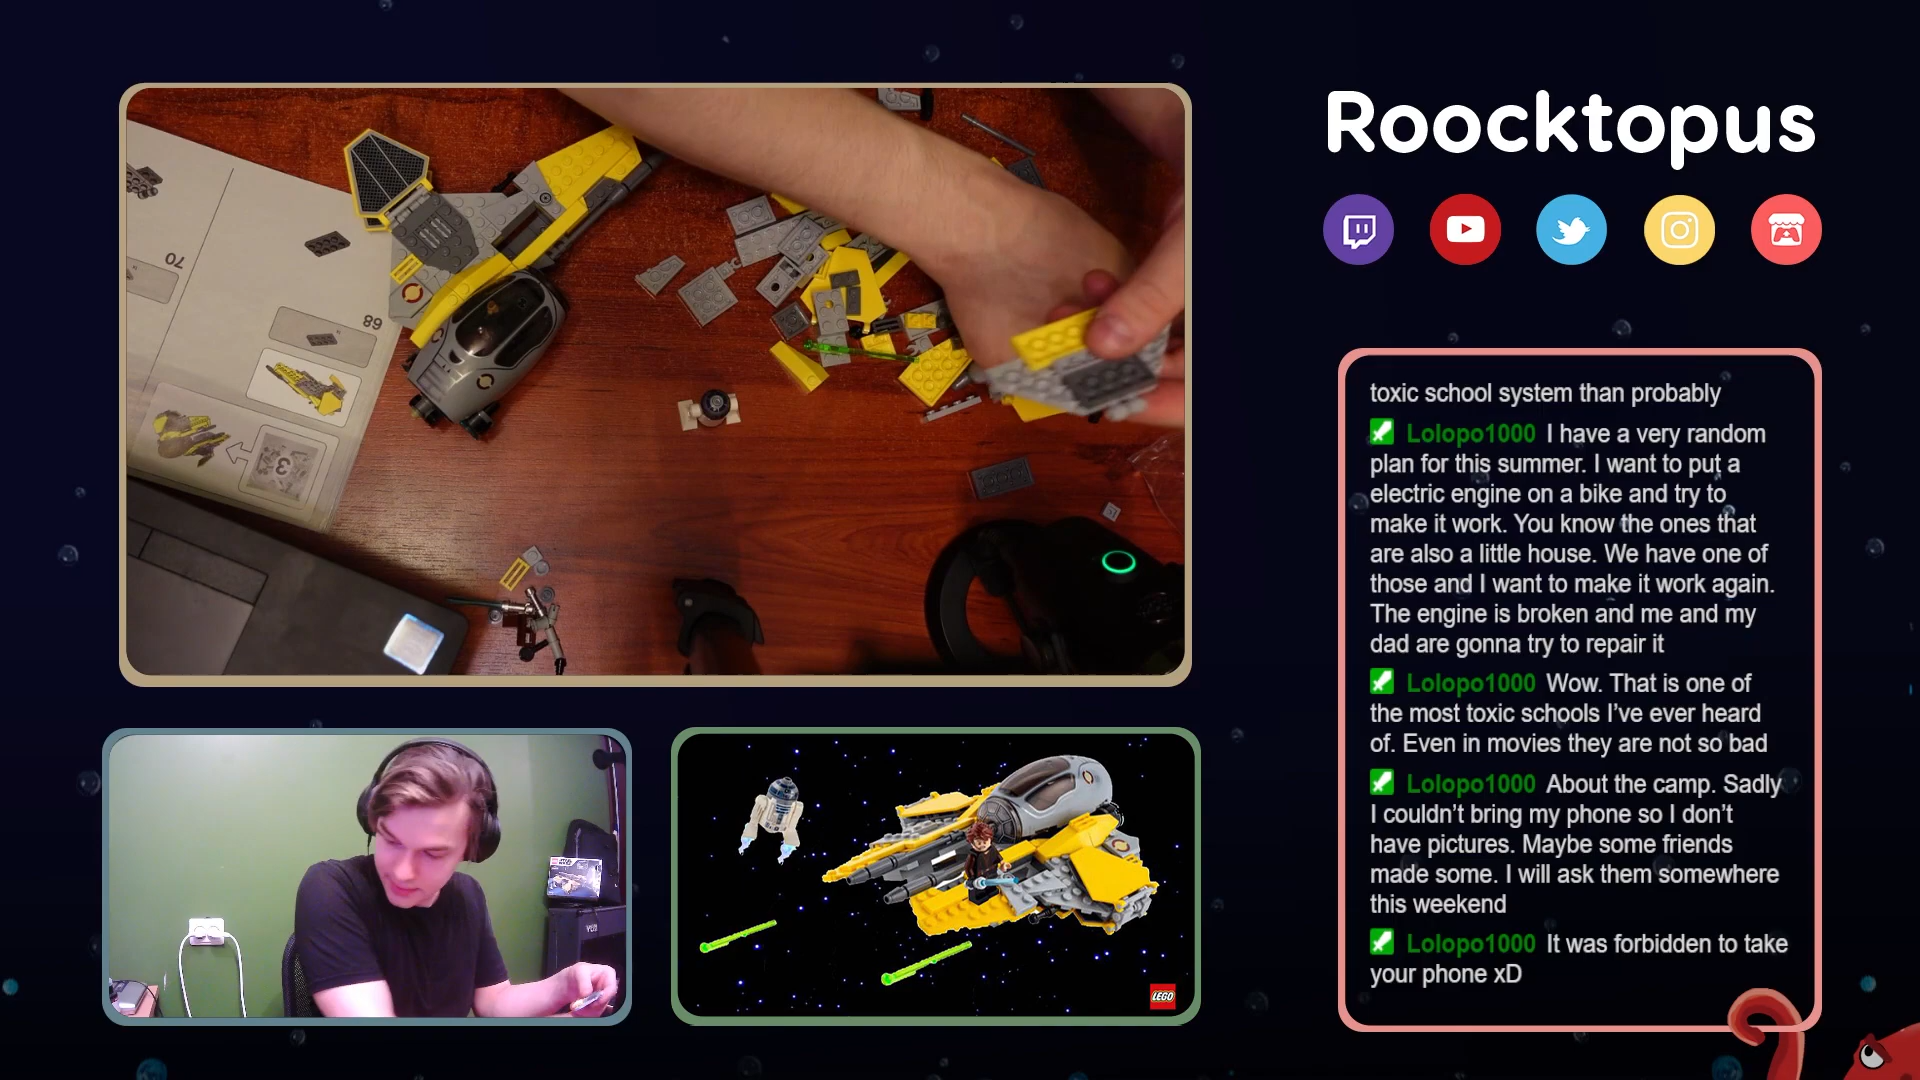 Roocktopus
70
68
3
toxic school system than probably
Lolopo1000 I have a very random
plan for this summer. I want to put a
electric engine on a bike and try to
make it work. You know the ones that
are also a little house. We have one of
those and I want to make it work again.
The engine is broken and me and my
dad are gonna try to repair it
Lolopo1000 Wow. That is one of
the most toxic schools I've ever heard
of. Even in movies they are not so bad
Lolopo1000 About the camp. Sadly
I couldn't bring my phone so I don't
have pictures. Maybe some friends
made some. I will ask them somewhere
this weekend
Lolopo1000 It was forbidden to take
your phone xD
LEGO